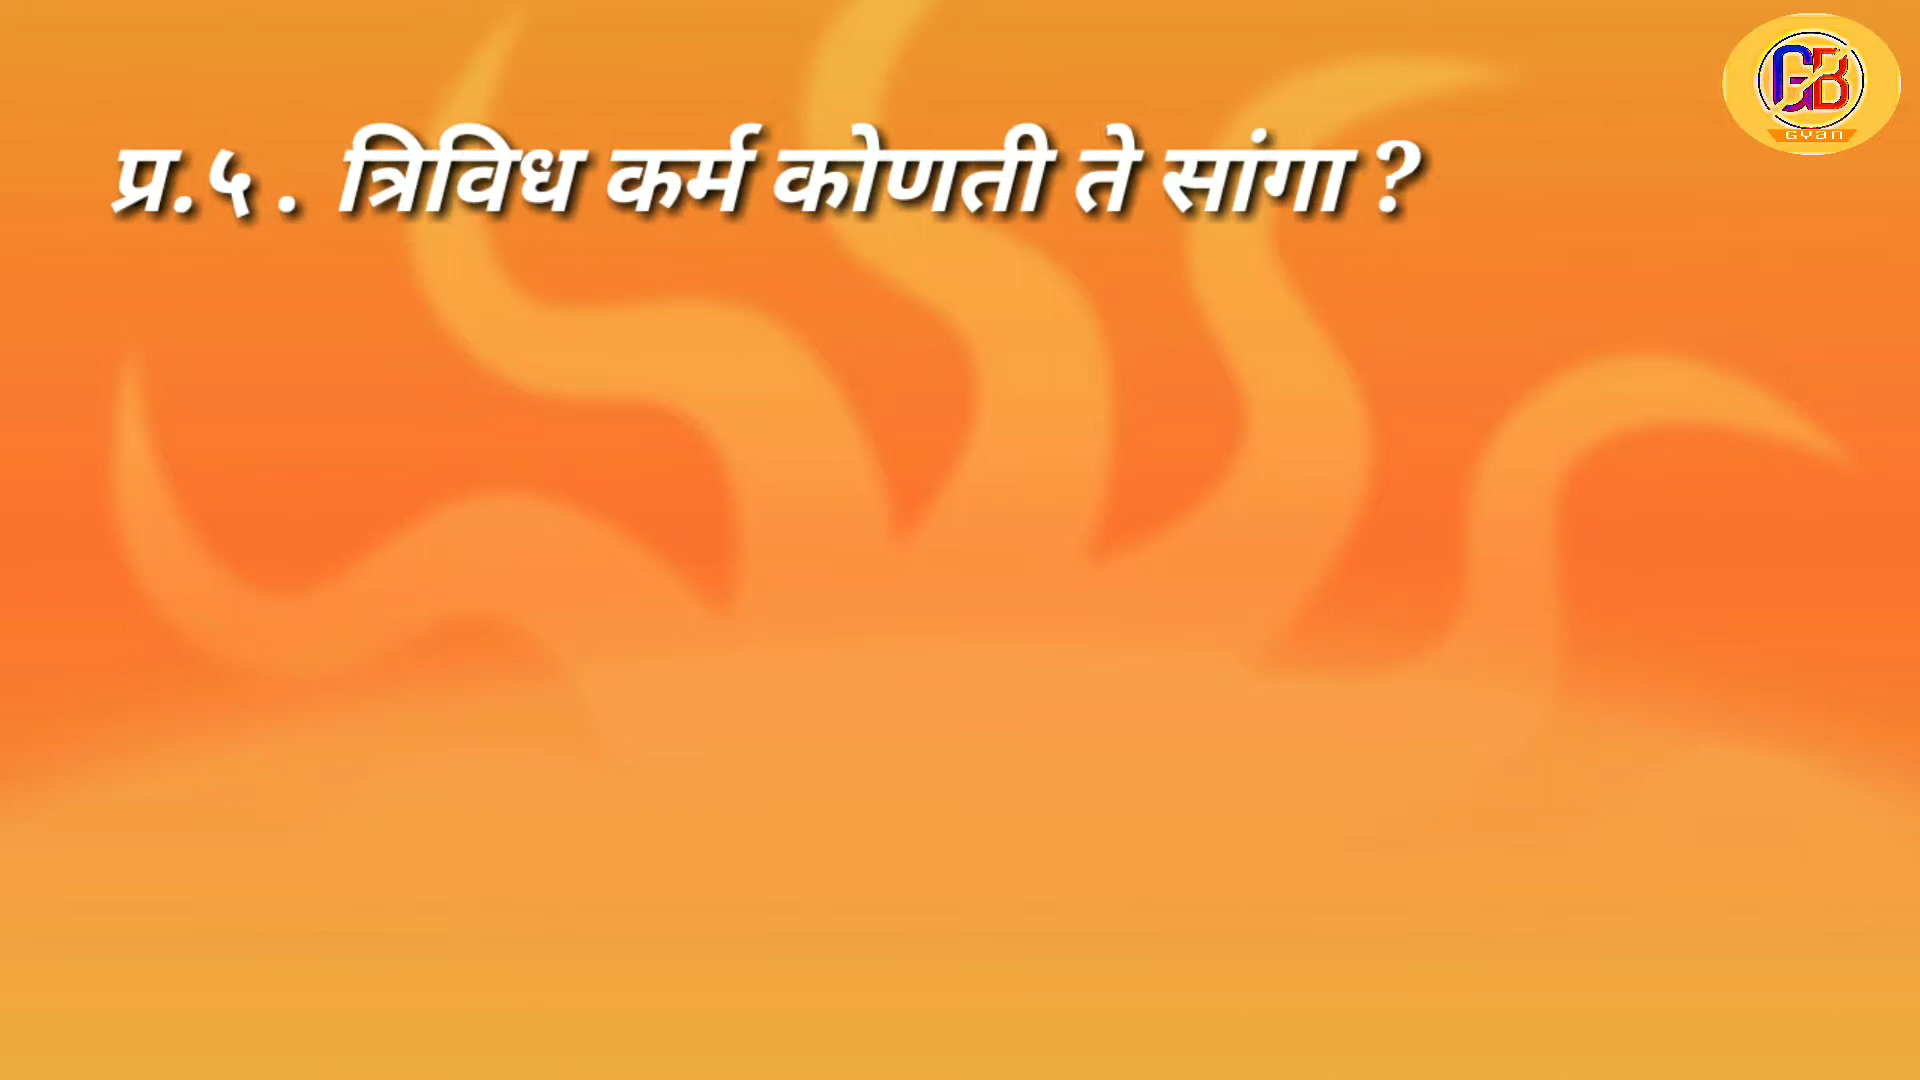 GB
Gyan
प्र.५ . त्रिविध कर्म कोणती ते सांगा ?